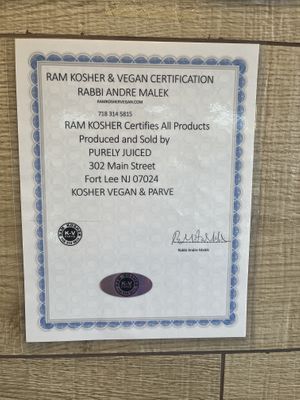 RAM KOSHER & VEGAN CERTIFICATION
RABBI ANDRE MALEK
RAMKOSHERVEGAN.COM
718 314 5815
RAM KOSHER Certifies All Products
Produced and Sold by
PURELY JUICED
302 Main Street
Fort Lee NJ 07024
KOSHER VEGAN & PARVE
K-V
Rabbi Andre Malek
K-V